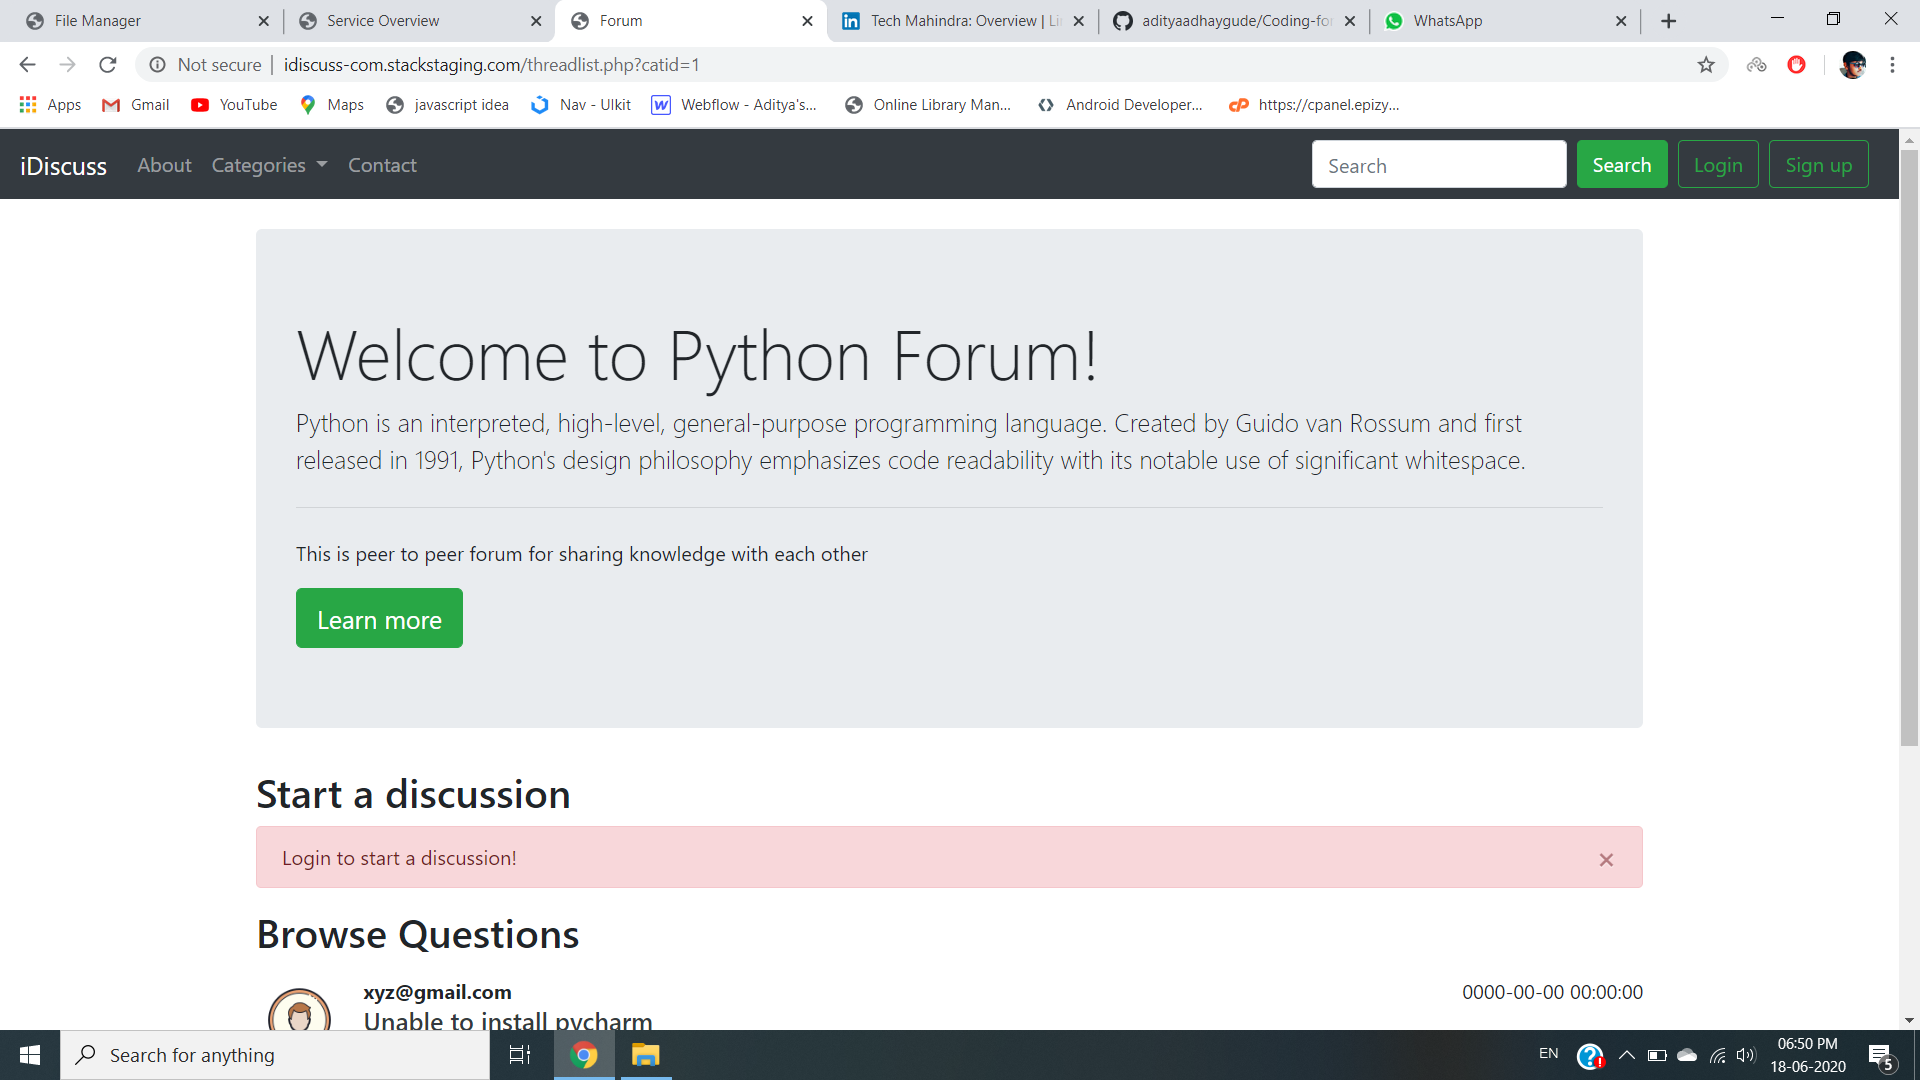 File Manager
Service Overview
Forum
Tech Mahindra: Overview | Li
adityaadhaygude/Coding-fo
WhatsApp
Not secure | idiscuss-com.stackstaging.com/threadlist.php?catid=1
Apps
Gmail
YouTube
Maps
javascript idea
Nav - UIkit
Webflow - Aditya's...
Online Library Man...
Android Developer...
https://cpanel.epizy...
iDiscuss
About
Categories
Contact
Search
Search
Login
Sign up
Welcome to Python Forum!
Python is an interpreted, high-level, general-purpose programming language. Created by Guido van Rossum and first
released in 1991, Python's design philosophy emphasizes code readability with its notable use of significant whitespace.
This is peer to peer forum for sharing knowledge with each other
Learn more
Start a discussion
Login to start a discussion!
Browse Questions
xyz@gmail.com
0000-00-00 00:00:00
Unable to install pycharm
Search for anything
EN
06:50 PM
18-06-2020
5